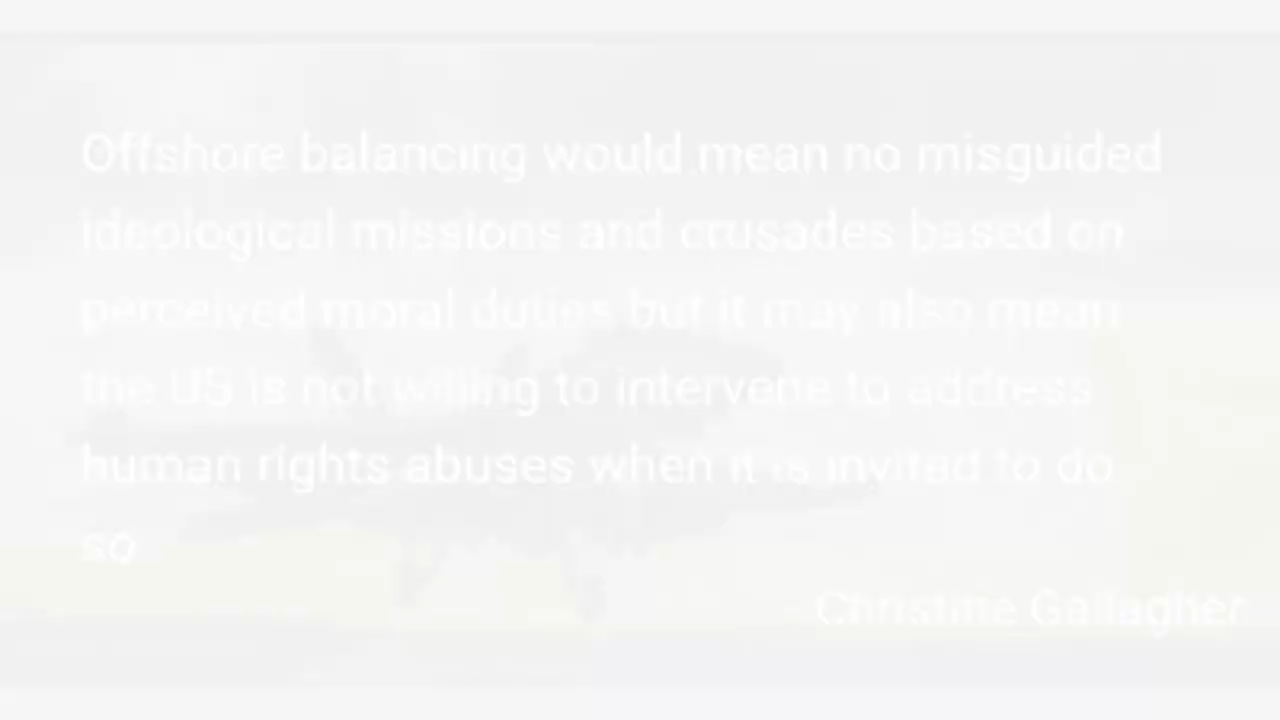 Offshore balancing would mean no misguided
ideological missions and crusades based on
perceived moral duties but it may also mean
the US is not willing to intervene to address
human rights abuses when it is invited to do
so
- Christine Gallagher